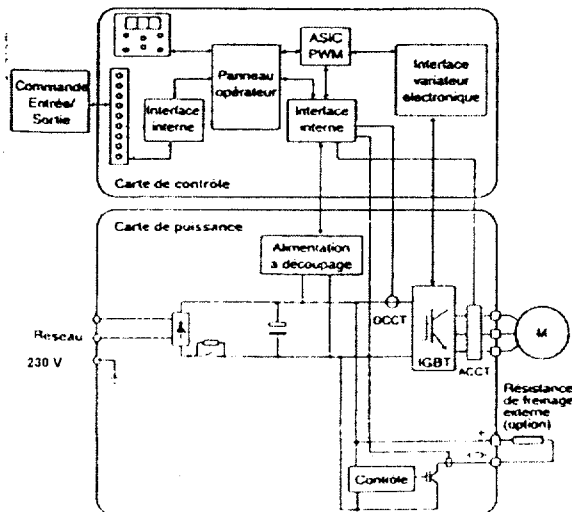 ASIC
PWM
Commande
Entrée/
Sortie
Panneau
opérateur
Interface
variateur
electronique
Interface
interne
Interface
interne
Carte de contrôle
Carte de puissance
Alimentation
a découpage
Réseau
230 V
DCCT
IGBT
ACCT
M
Résistance
de freinage
externe
(option)
+
Contrôle